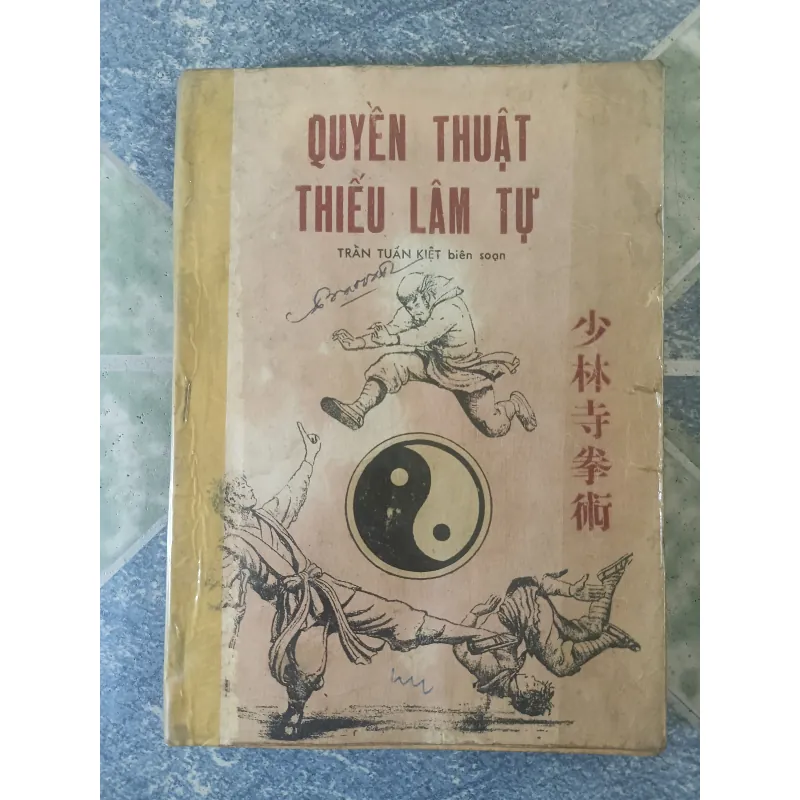 QUYỀN THUẬT
THIẾU LÂM TỰ
TRẦN TUẤN KIỆT biên soạn
少林寺拳術